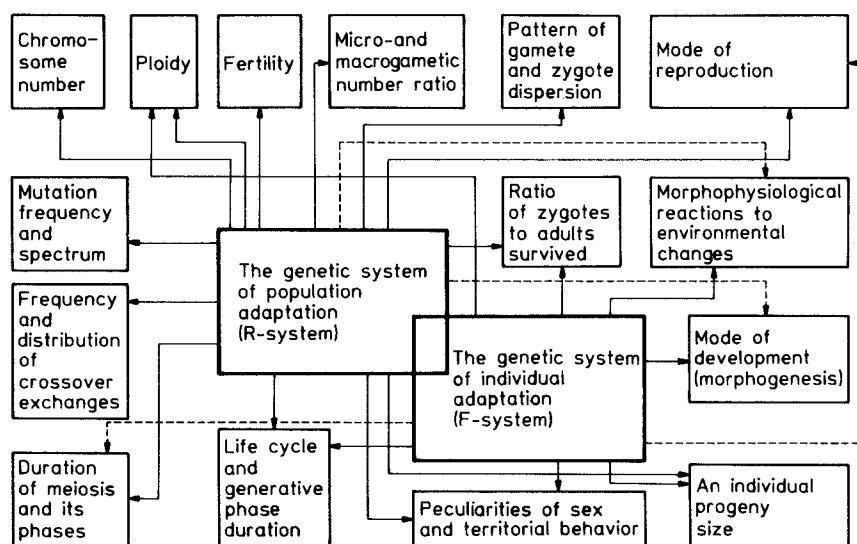 Chromo-
some
number
Ploidy
Fertility
Micro-and
macrogametic
number ratio
Pattern of
gamete
and zygote
dispersion
Mode of
reproduction
Mutation
frequency
and
spectrum
Ratio
of zygotes
to adults
survived
Morphophysiological
reactions to
environmental
changes
The genetic system
of population
adaptation
(R-system)
Frequency
and
distribution
of
crossover
exchanges
The genetic system
of individual
adaptation
(F-system)
Mode of
development
(morphogenesis)
Duration
of meiosis
and its
phases
Life cycle
and
generative
phase
duration
Peculiarities of sex
and territorial behavior
An individual
progeny
size